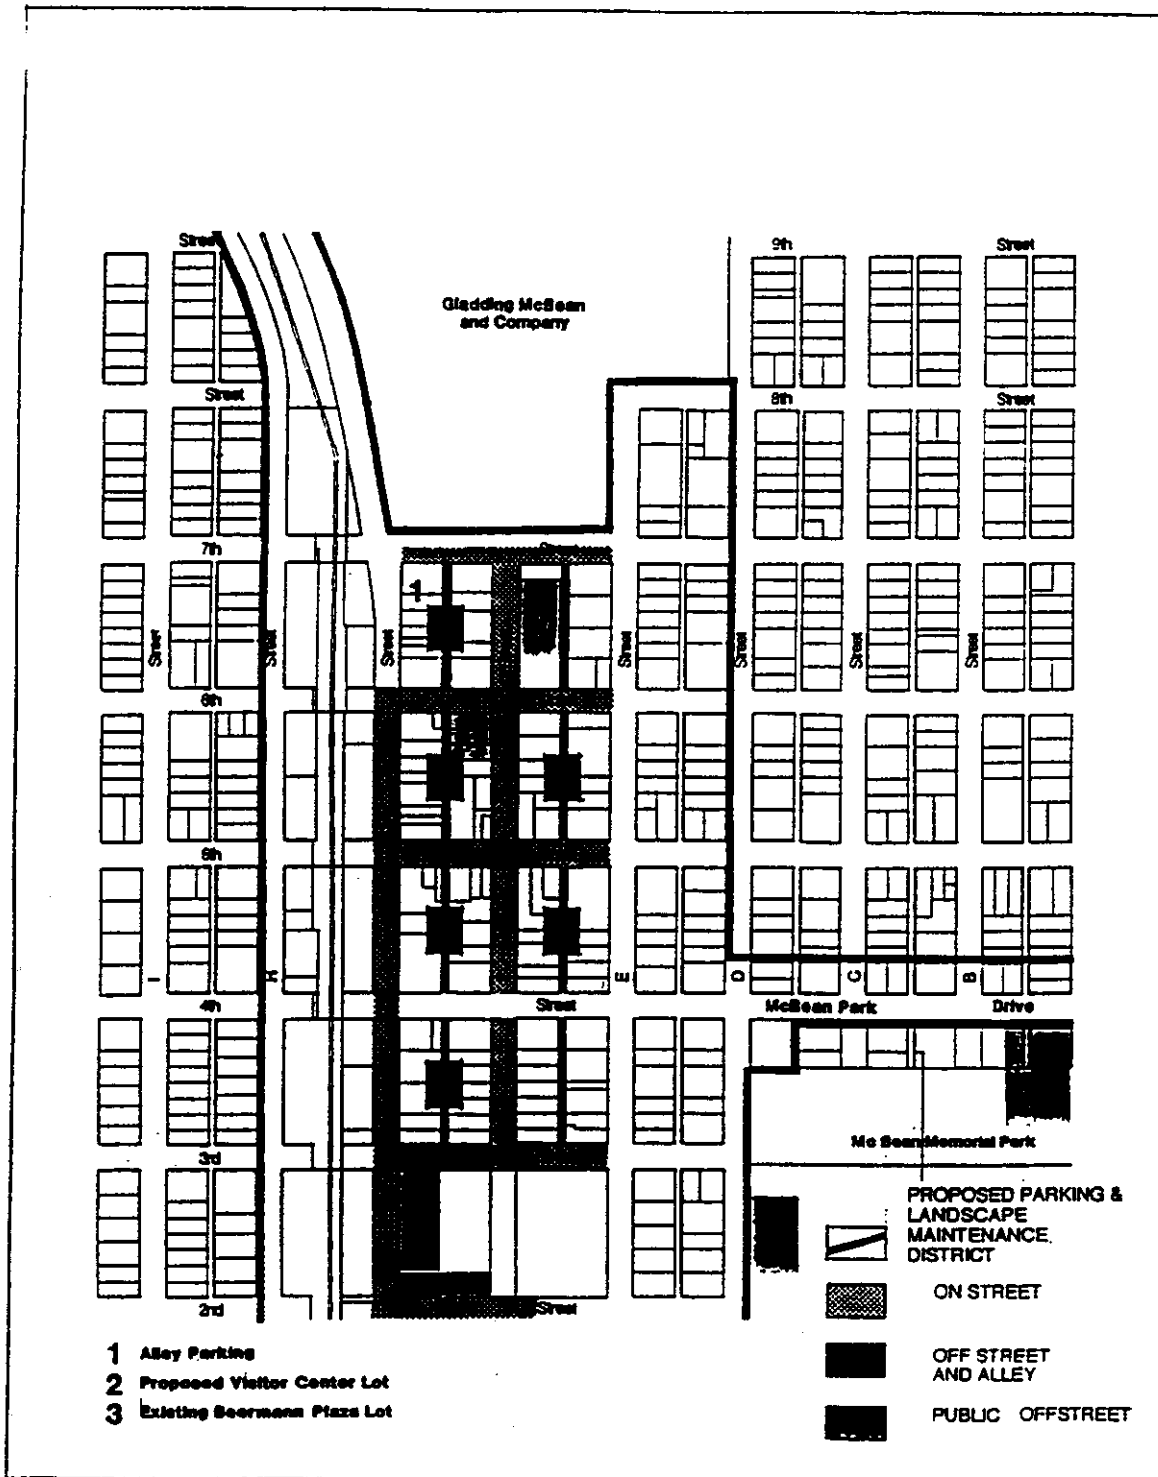 Street
9th
Street
Gladding McBean
and Company
Street
8th
Street
7th
Street
1
Street
Street
Street
Street
Street
Street
Street
6th
5th
I
H
E
D
C
B
4th
Street
McBean Park
Drive
3rd
Mc Bean Memorial Park
PROPOSED PARKING &
LANDSCAPE
MAINTENANCE
DISTRICT
2nd
Street
ON STREET
1 Alley Parking
2 Proposed Visitor Center Lot
3 Existing Beermann Plaza Lot
OFF STREET
AND ALLEY
PUBLIC OFFSTREET